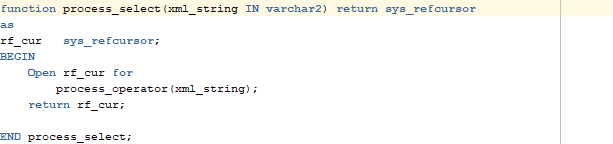 function process_select(xml_string IN varchar2) return sys_refcursor
as
rf_cur   sys_refcursor;
BEGIN
    Open rf_cur for
        process_operator(xml_string);
    return rf_cur;

END process_select;